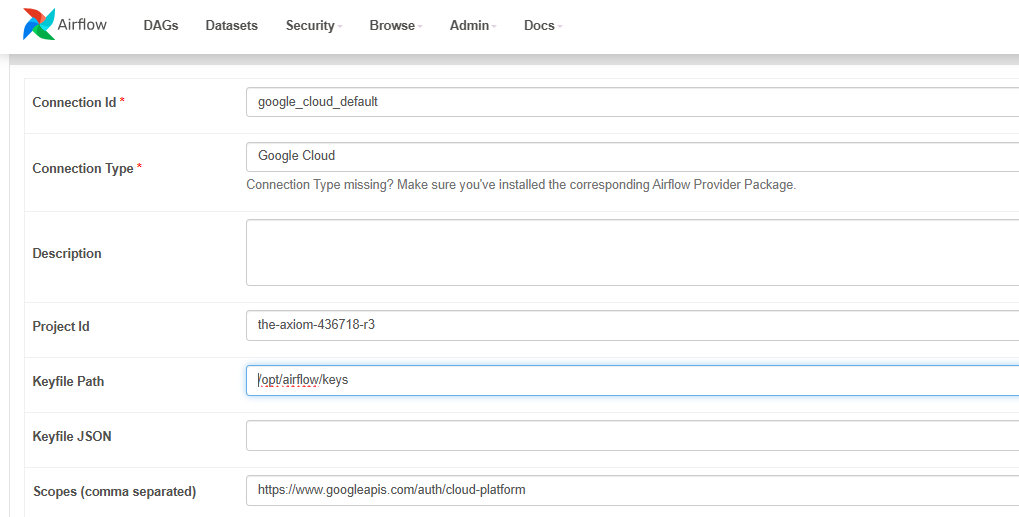 Airflow DAGs Datasets Security Browse Admin Docs
Connection Id * google_cloud_default
Connection Type * Google Cloud
Connection Type missing? Make sure you've installed the corresponding Airflow Provider Package.
Description
Project Id the-axiom-436718-r3
Keyfile Path /opt/airflow/keys
Keyfile JSON
Scopes (comma separated) https://www.googleapis.com/auth/cloud-platform